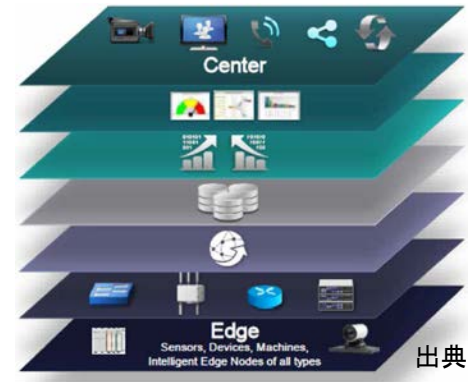 Center
Edge
Sensors, Devices, Machines,
Intelligent Edge Nodes of all types
出典